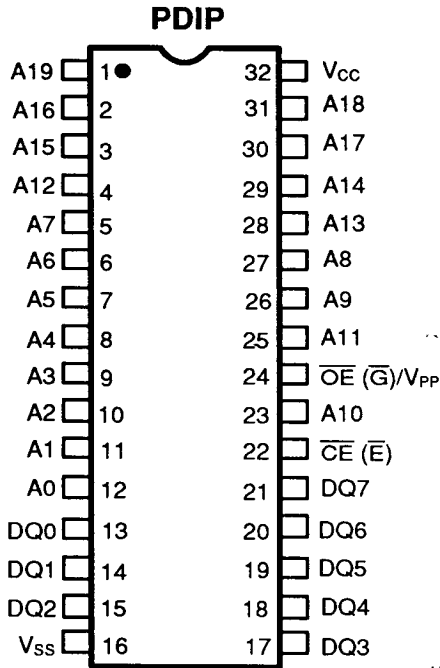 PDIP
A19 1 32 VCC
A16 2 31 A18
A15 3 30 A17
A12 4 29 A14
A7 5 28 A13
A6 6 27 A8
A5 7 26 A9
A4 8 25 A11
A3 9 24 O̅E̅ (G̅)/VPP
A2 10 23 A10
A1 11 22 C̅E̅ (E̅)
A0 12 21 DQ7
DQ0 13 20 DQ6
DQ1 14 19 DQ5
DQ2 15 18 DQ4
VSS 16 17 DQ3